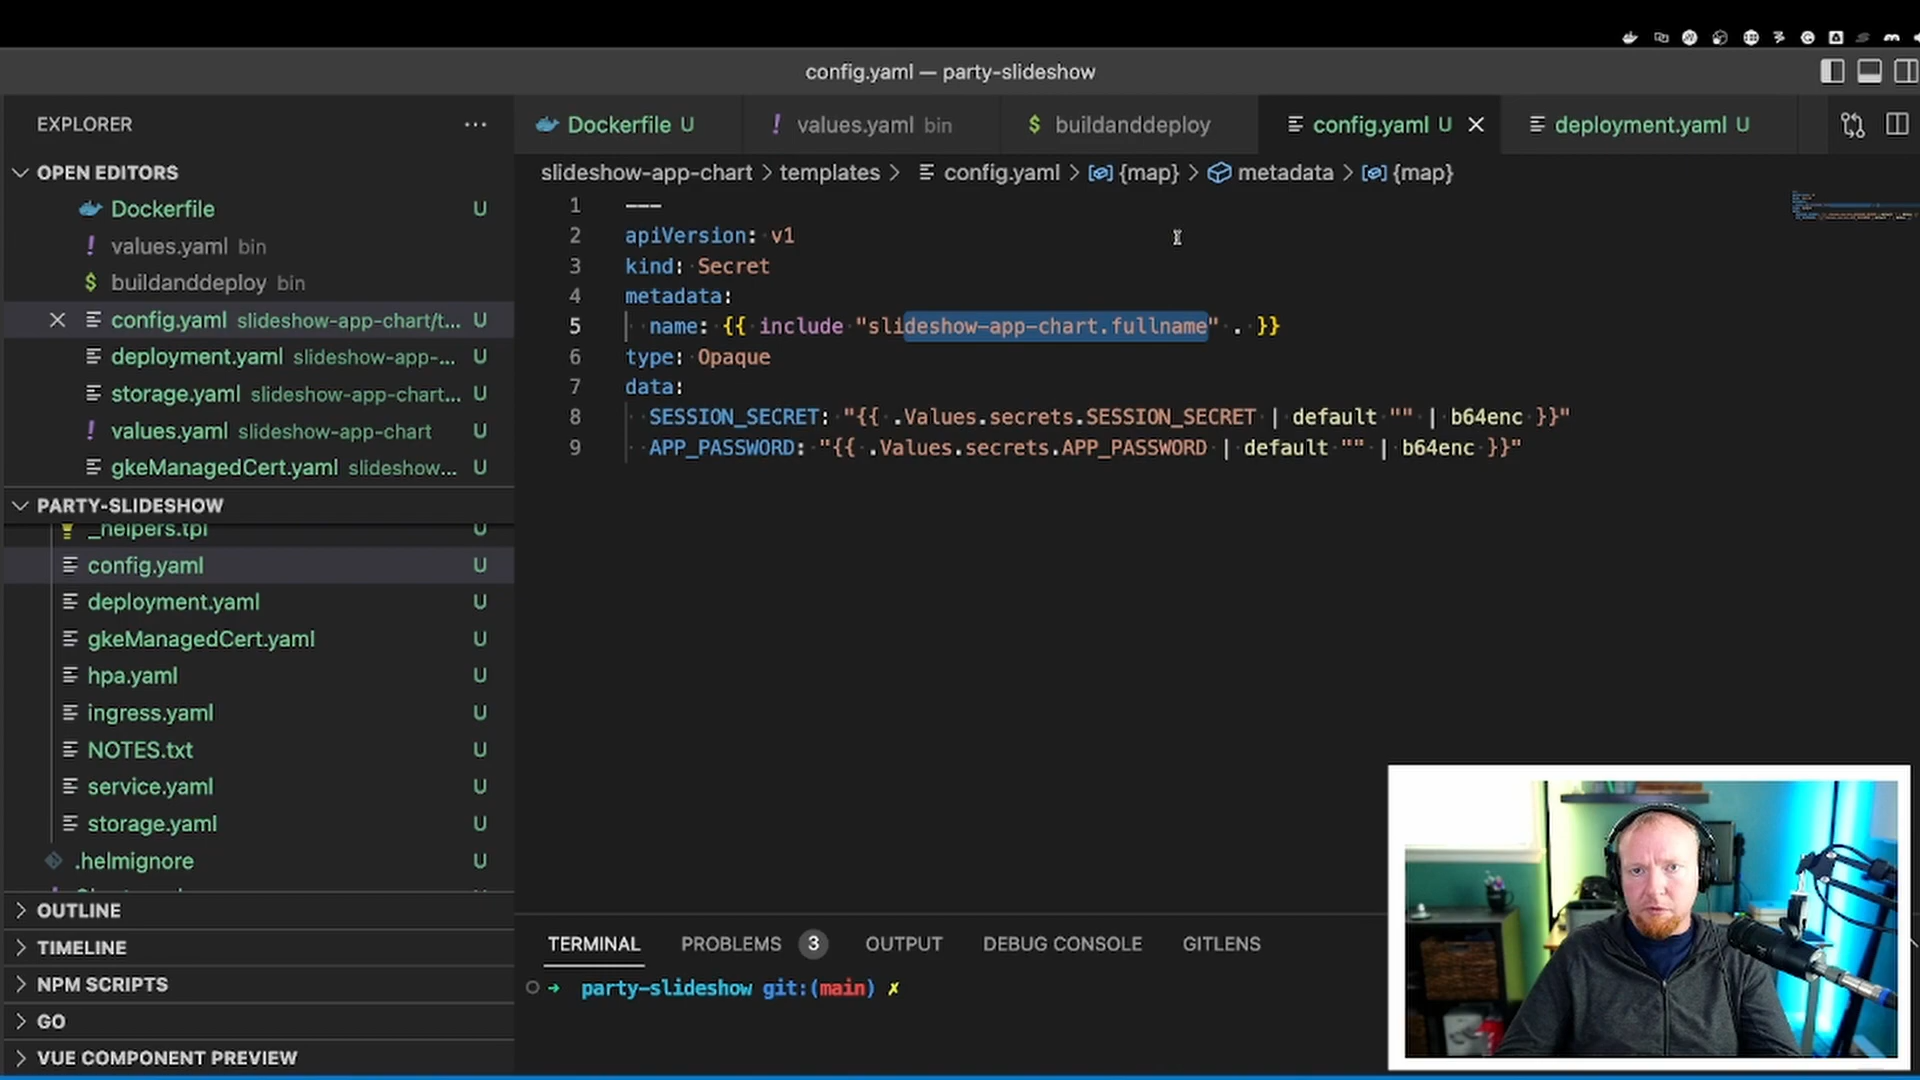 config.yaml — party-slideshow
EXPLORER
OPEN EDITORS
Dockerfile U
values.yaml bin
buildanddeploy bin
config.yaml slideshow-app-chart/t... U
deployment.yaml slideshow-app-... U
storage.yaml slideshow-app-chart... U
values.yaml slideshow-app-chart U
gkeManagedCert.yaml slideshow... U
PARTY-SLIDESHOW
_helpers.tpl U
config.yaml U
deployment.yaml U
gkeManagedCert.yaml U
hpa.yaml U
ingress.yaml U
NOTES.txt U
service.yaml U
storage.yaml U
.helmignore U
OUTLINE
TIMELINE
NPM SCRIPTS
GO
VUE COMPONENT PREVIEW
Dockerfile U
values.yaml bin
$ buildanddeploy
config.yaml U
deployment.yaml U
slideshow-app-chart > templates > config.yaml > {map} > metadata > {map}
1 ---
2 apiVersion: v1
3 kind: Secret
4 metadata:
5 name: {{ include "slideshow-app-chart.fullname" . }}
6 type: Opaque
7 data:
8 SESSION_SECRET: "{{ .Values.secrets.SESSION_SECRET | default "" | b64enc }}"
9 APP_PASSWORD: "{{ .Values.secrets.APP_PASSWORD | default "" | b64enc }}"
TERMINAL PROBLEMS 3 OUTPUT DEBUG CONSOLE GITLENS
party-slideshow git:(main) ✗